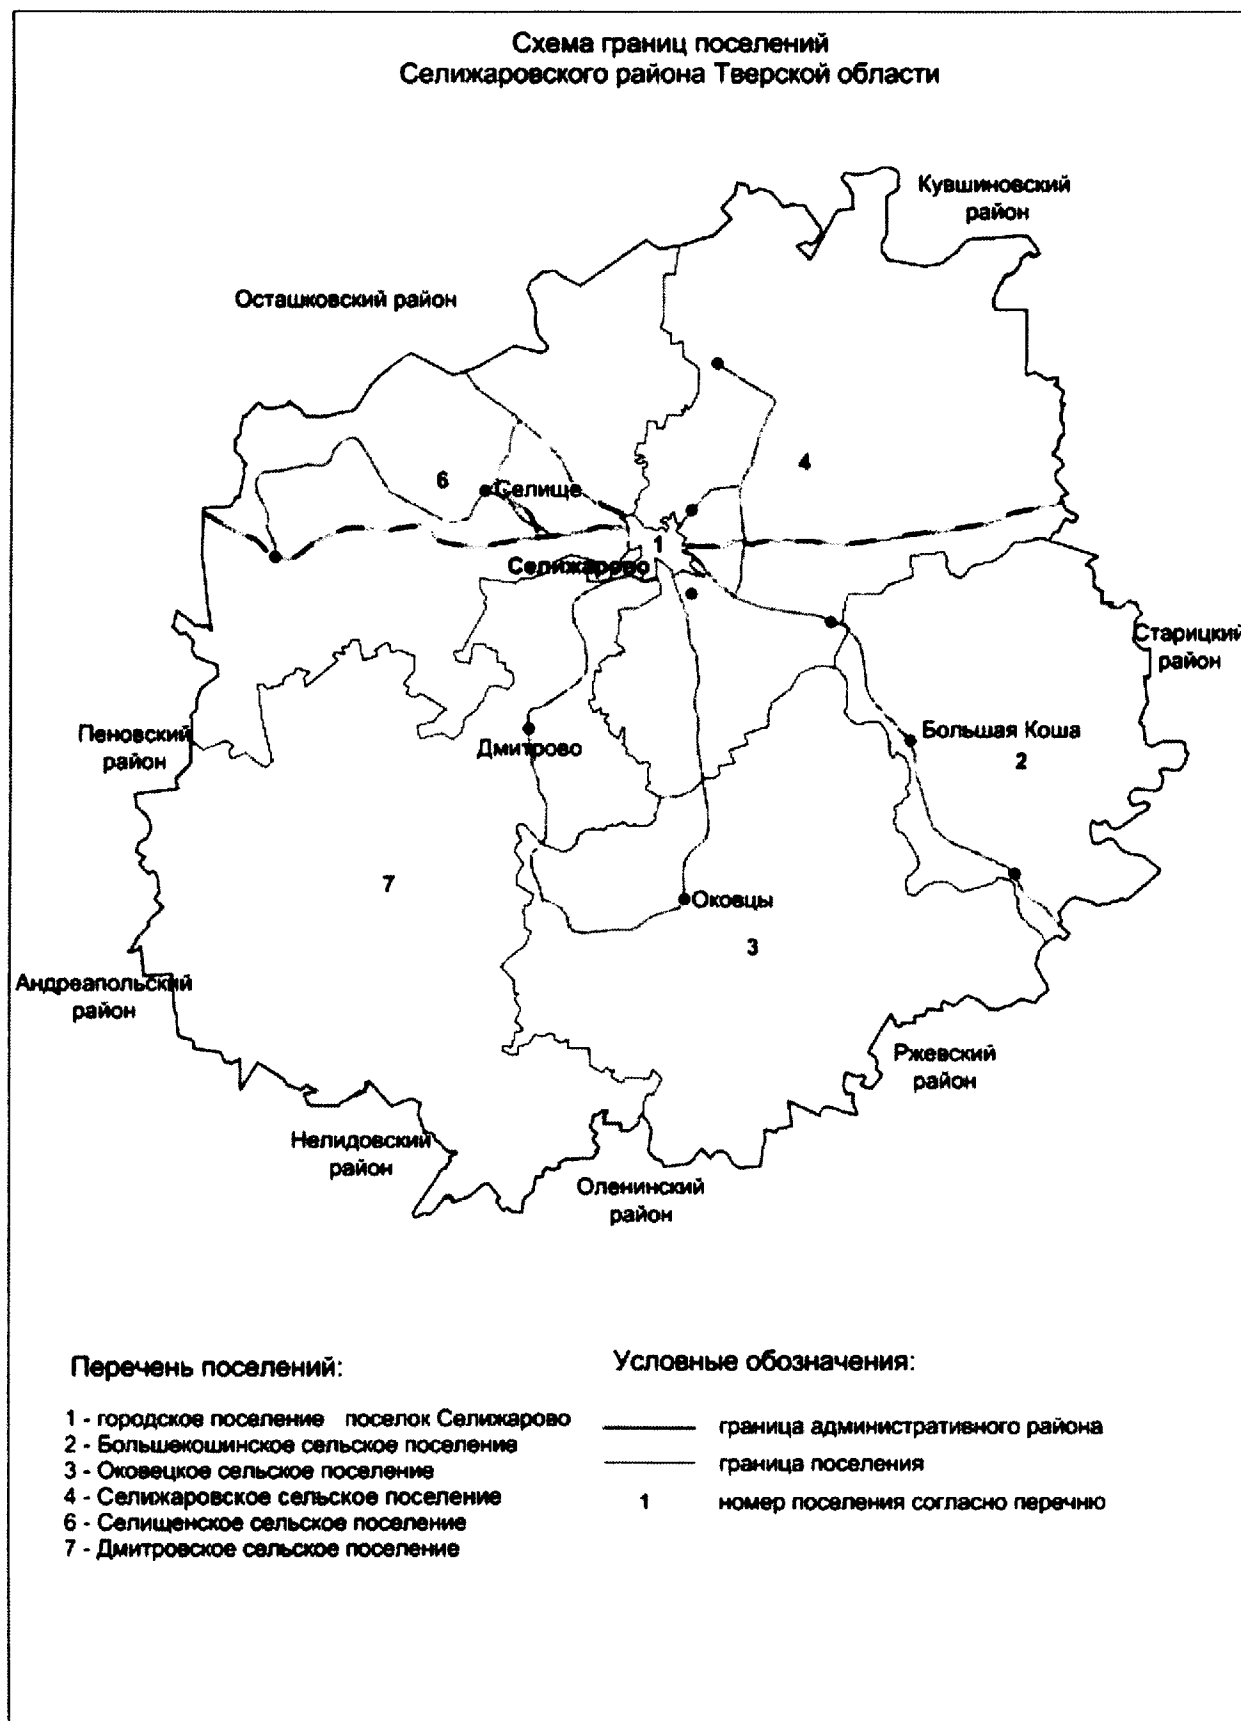 Схема границ поселений
Селижаровского района Тверской области
Кувшиновский
район
Осташковский район
4
6
Селище
1
Селижарово
Старицкий
район
Пеновский
район
Большая Коша
2
Дмитрово
7
Оковцы
3
Андреапольский
район
Ржевский
район
Нелидовский
район
Оленинский
район
Перечень поселений:
1 - городское поселение поселок Селижарово
2 - Большекошинское сельское поселение
3 - Оковецкое сельское поселение
4 - Селижаровское сельское поселение
6 - Селищенское сельское поселение
7 - Дмитровское сельское поселение
Условные обозначения:
граница административного района
граница поселения
1 номер поселения согласно перечню